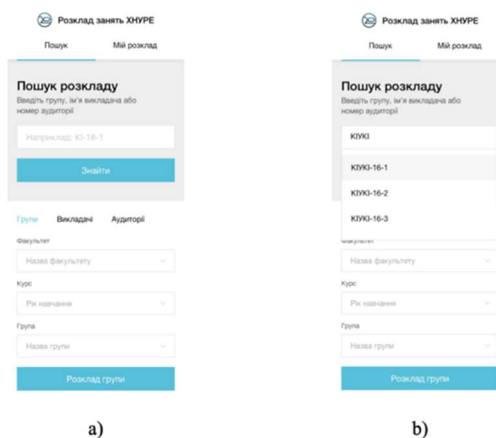 Розклад занять ХНУРЕ
Пошук Мій розклад
Пошук розкладу
Введіть групу, ім'я викладача або
номер аудиторії
Наприклад: КІ-16-1
Знайти
Групи Викладачі Аудиторії
Факультет
Назва факультету
Курс
Рік навчання
Група
Назва групи
Розклад групи
a)
Розклад занять ХНУРЕ
Пошук Мій розклад
Пошук розкладу
Введіть групу, ім'я викладача або
номер аудиторії
КІУКІ
КІУКІ-16-1
КІУКІ-16-2
КІУКІ-16-3
Факультет
Назва факультету
Курс
Рік навчання
Група
Назва групи
Розклад групи
b)